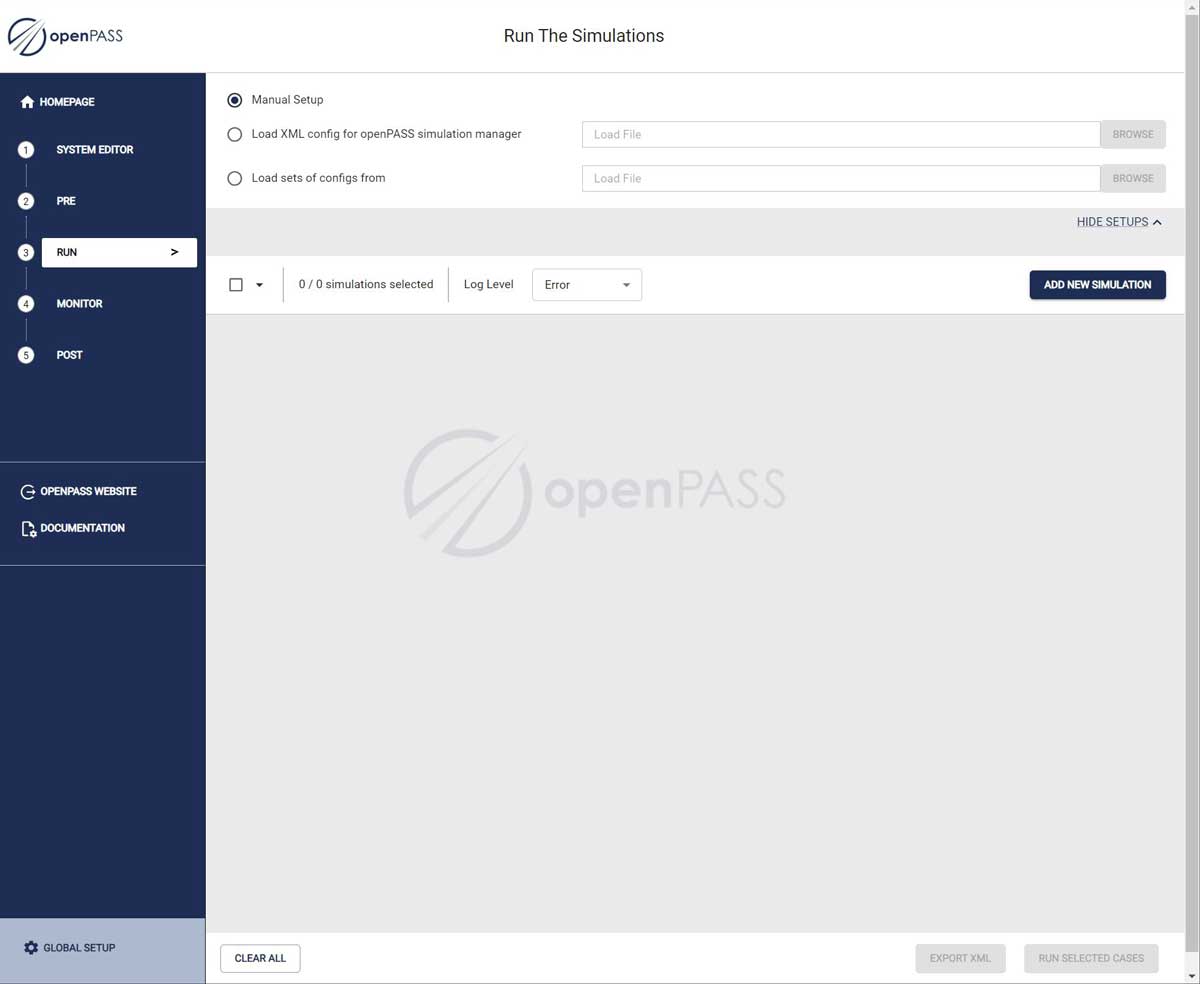 openPASS
Run The Simulations
HOMEPAGE
1 SYSTEM EDITOR
2 PRE
3 RUN >
4 MONITOR
5 POST
OPENPASS WEBSITE
DOCUMENTATION
GLOBAL SETUP
Manual Setup
Load XML config for openPASS simulation manager Load File BROWSE
Load sets of configs from Load File BROWSE
HIDE SETUPS
0 / 0 simulations selected Log Level Error ADD NEW SIMULATION
openPASS
CLEAR ALL EXPORT XML RUN SELECTED CASES